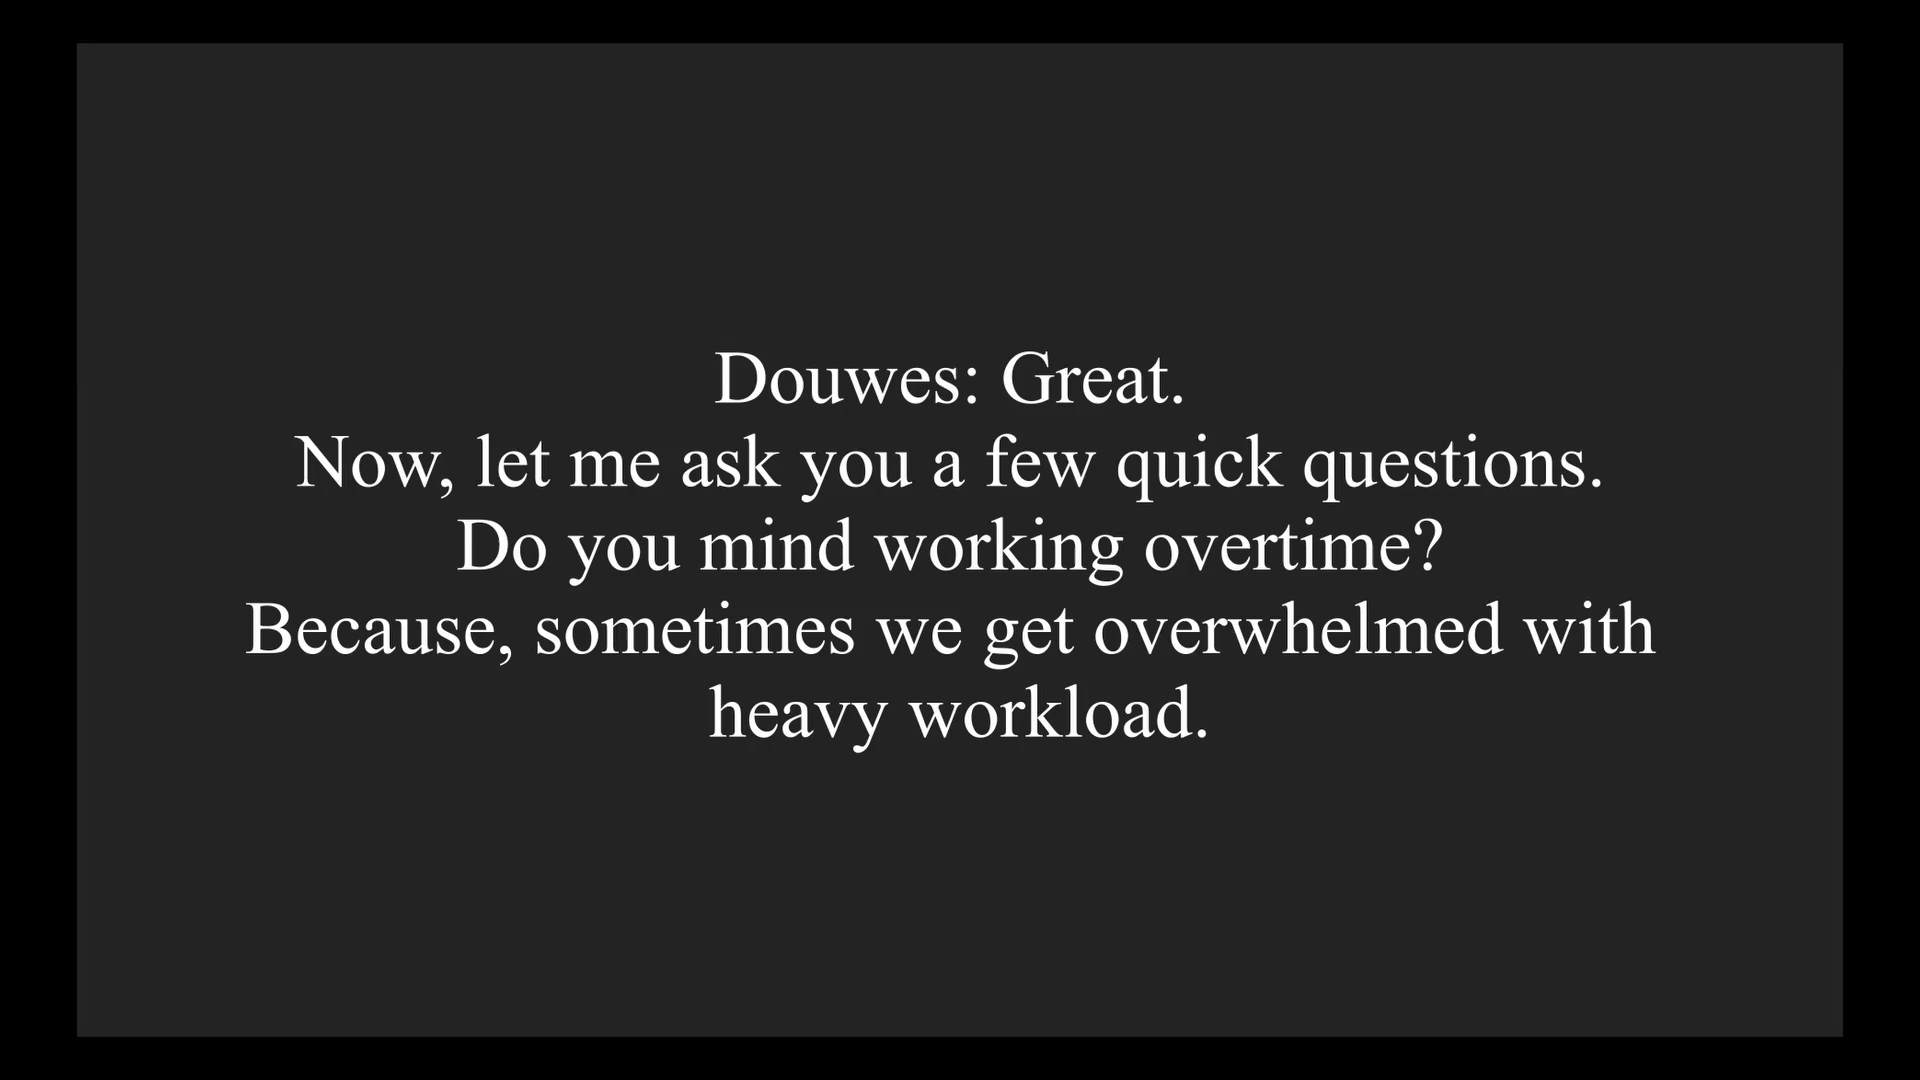 Douwes: Great.
Now, let me ask you a few quick questions.
Do you mind working overtime?
Because, sometimes we get overwhelmed with
heavy workload.